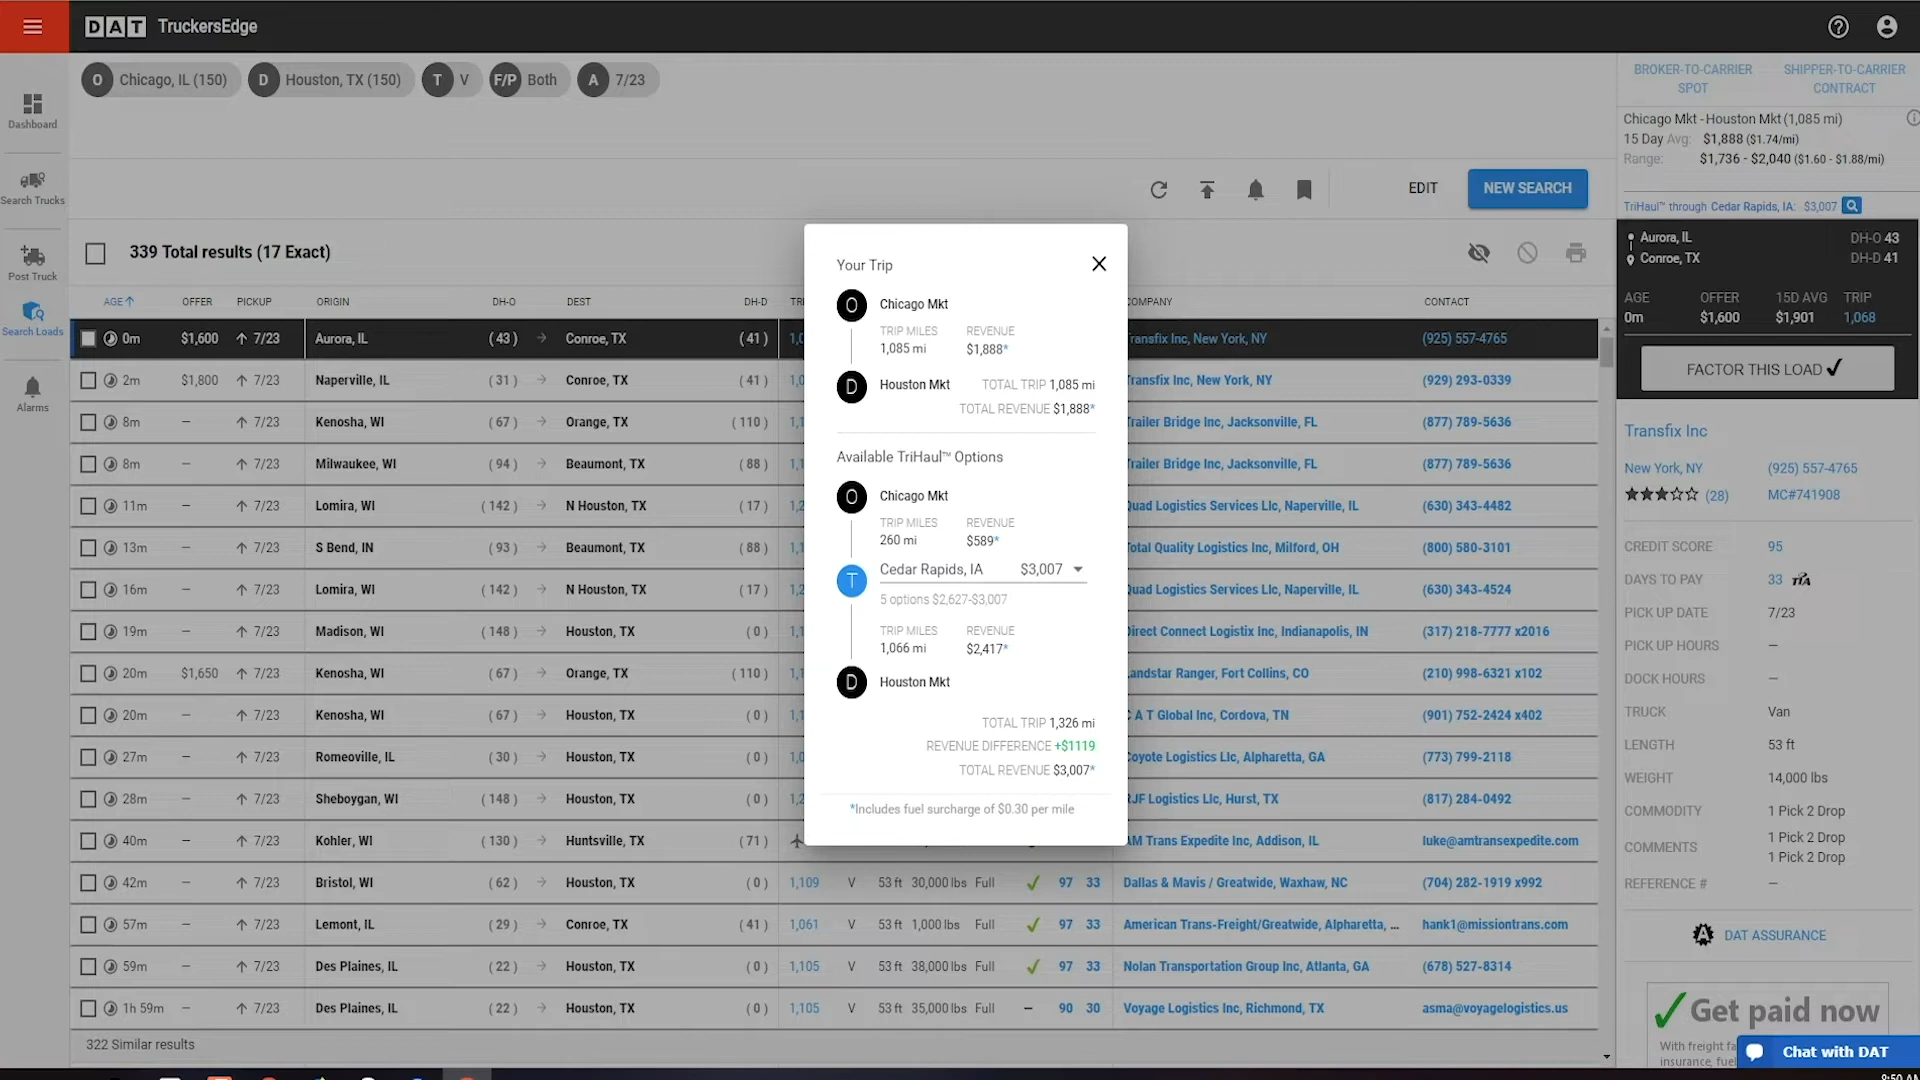 DAT TruckersEdge
O Chicago, IL (150) D Houston, TX (150) T V F/P Both A 7/23
Dashboard
Search Trucks
Post Truck
Search Loads
Alarms
EDIT NEW SEARCH
339 Total results (17 Exact)
AGE OFFER PICKUP ORIGIN DH-O DEST DH-D COMPANY CONTACT
0m $1,600 7/23 Aurora, IL (43) Conroe, TX (41) Transfix Inc, New York, NY (925) 557-4765
2m $1,800 7/23 Naperville, IL (31) Conroe, TX (41) Transfix Inc, New York, NY (929) 293-0339
8m – 7/23 Kenosha, WI (67) Orange, TX (110) Trailer Bridge Inc, Jacksonville, FL (877) 789-5636
8m – 7/23 Milwaukee, WI (94) Beaumont, TX (88) Trailer Bridge Inc, Jacksonville, FL (877) 789-5636
11m – 7/23 Lomira, WI (142) N Houston, TX (17) Quad Logistics Services Llc, Naperville, IL (630) 343-4482
13m – 7/23 S Bend, IN (93) Beaumont, TX (88) Total Quality Logistics Inc, Milford, OH (800) 580-3101
16m – 7/23 Lomira, WI (142) N Houston, TX (17) Quad Logistics Services Llc, Naperville, IL (630) 343-4524
19m – 7/23 Madison, WI (148) Houston, TX (0) Direct Connect Logistix Inc, Indianapolis, IN (317) 218-7777 x2016
20m $1,650 7/23 Kenosha, WI (67) Orange, TX (110) Landstar Ranger, Fort Collins, CO (210) 998-6321 x102
20m – 7/23 Kenosha, WI (67) Houston, TX (0) C A T Global Inc, Cordova, TN (901) 752-2424 x402
27m – 7/23 Romeoville, IL (30) Houston, TX (0) Coyote Logistics Llc, Alpharetta, GA (773) 799-2118
28m – 7/23 Sheboygan, WI (148) Houston, TX (0) RJF Logistics Llc, Hurst, TX (817) 284-0492
40m – 7/23 Kohler, WI (130) Huntsville, TX (71) AM Trans Expedite Inc, Addison, IL luke@amtransexpedite.com
42m – 7/23 Bristol, WI (62) Houston, TX (0) 1,109 V 53 ft 30,000 lbs Full 97 33 Dallas & Mavis / Greatwide, Waxhaw, NC (704) 282-1919 x992
57m – 7/23 Lemont, IL (29) Conroe, TX (41) 1,061 V 53 ft 1,000 lbs Full 97 33 American Trans-Freight/Greatwide, Alpharetta, ... hank1@missiontrans.com
59m – 7/23 Des Plaines, IL (22) Houston, TX (0) 1,105 V 53 ft 38,000 lbs Full 97 33 Nolan Transportation Group Inc, Atlanta, GA (678) 527-8314
1h 59m – 7/23 Des Plaines, IL (22) Houston, TX (0) 1,105 V 53 ft 35,000 lbs Full – 90 30 Voyage Logistics Inc, Richmond, TX asma@voyagelogistics.us
322 Similar results
Your Trip
O Chicago Mkt
TRIP MILES REVENUE
1,085 mi $1,888*
D Houston Mkt TOTAL TRIP 1,085 mi
TOTAL REVENUE $1,888*
Available TriHaul™ Options
O Chicago Mkt
TRIP MILES REVENUE
260 mi $589*
T Cedar Rapids, IA $3,007
5 options $2,627-$3,007
TRIP MILES REVENUE
1,066 mi $2,417*
D Houston Mkt
TOTAL TRIP 1,326 mi
REVENUE DIFFERENCE +$1119
TOTAL REVENUE $3,007*
*Includes fuel surcharge of $0.30 per mile
BROKER-TO-CARRIER SHIPPER-TO-CARRIER
SPOT CONTRACT
Chicago Mkt - Houston Mkt (1,085 mi)
15 Day Avg: $1,888 ($1.74/mi)
Range: $1,736 - $2,040 ($1.60 - $1.88/mi)
TriHaul™ through Cedar Rapids, IA: $3,007
Aurora, IL DH-O 43
Conroe, TX DH-D 41
AGE OFFER 15D AVG TRIP
0m $1,600 $1,901 1,068
FACTOR THIS LOAD
Transfix Inc
New York, NY (925) 557-4765
(28) MC#741908
CREDIT SCORE 95
DAYS TO PAY 33 TIA
PICK UP DATE 7/23
PICK UP HOURS –
DOCK HOURS –
TRUCK Van
LENGTH 53 ft
WEIGHT 14,000 lbs
COMMODITY 1 Pick 2 Drop
COMMENTS 1 Pick 2 Drop
1 Pick 2 Drop
REFERENCE # –
DAT ASSURANCE
Get paid now
With freight
insurance,
Chat with DAT